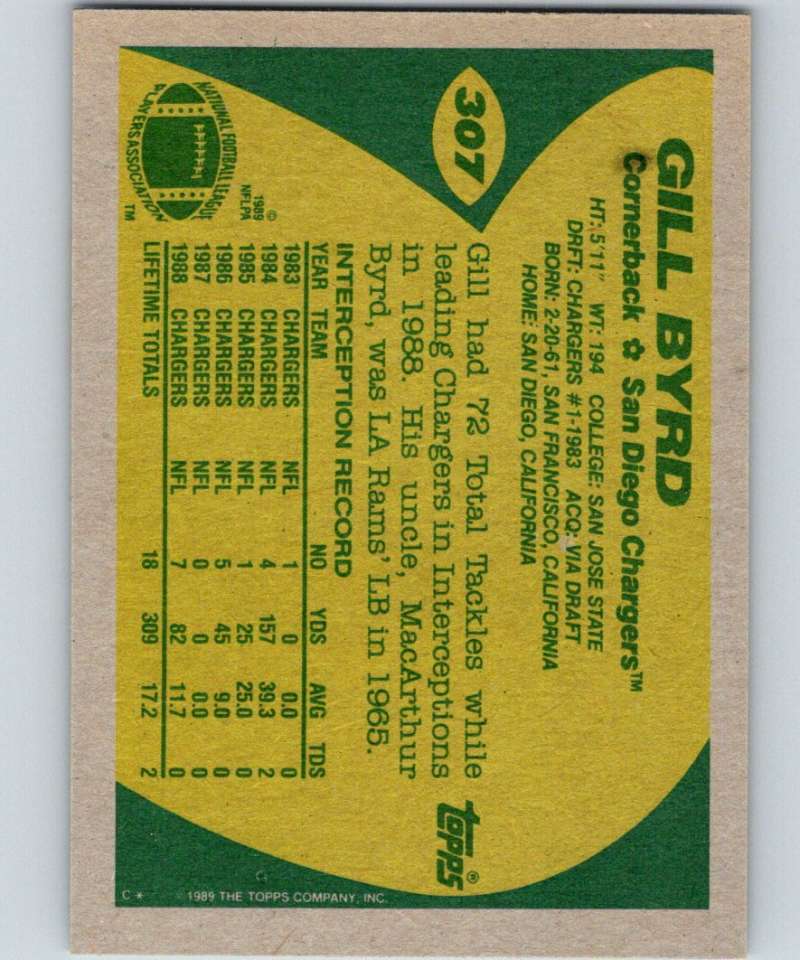 307
GILL BYRD
Cornerback ✿ San Diego Chargers™
HT: 5'11" WT: 194 COLLEGE: SAN JOSE STATE
DRFT: CHARGERS #1-1983 ACQ: VIA DRAFT
BORN: 2-20-61, SAN FRANCISCO, CALIFORNIA
HOME: SAN DIEGO, CALIFORNIA
Gill had 72 Total Tackles while
leading Chargers in Interceptions
in 1988. His uncle, MacArthur
Byrd, was LA Rams' LB in 1965.
INTERCEPTION RECORD
YEAR TEAM NO YDS AVG TDS
1983 CHARGERS NFL 1 0 0.0 0
1984 CHARGERS NFL 4 157 39.3 2
1985 CHARGERS NFL 1 25 25.0 0
1986 CHARGERS NFL 5 45 9.0 0
1987 CHARGERS NFL 0 0 0.0 0
1988 CHARGERS NFL 7 82 11.7 0
LIFETIME TOTALS 18 309 17.2 2
NATIONAL FOOTBALL LEAGUE
PLAYERS ASSOCIATION
TM
©
1989
NFLPA
topps®
C * © 1989 THE TOPPS COMPANY, INC.